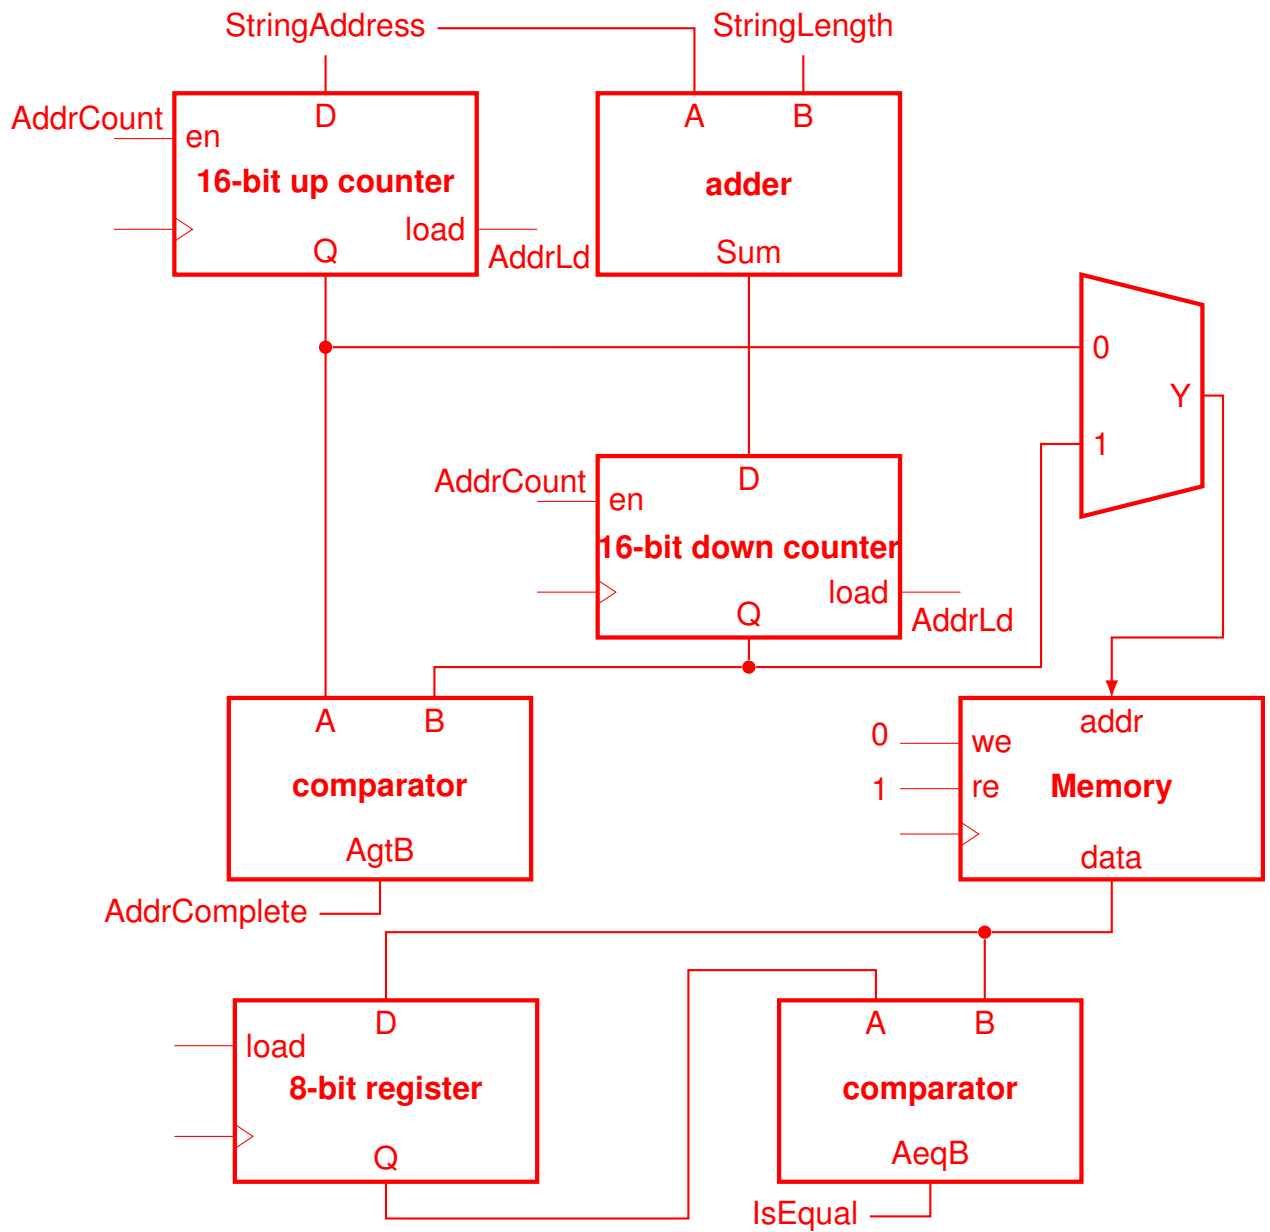 StringAddress
StringLength
AddrCount
D
en
16-bit up counter
load
Q
AddrLd
A B
adder
Sum
0
Y
1
AddrCount
D
en
16-bit down counter
load
Q
AddrLd
A B
comparator
AgtB
AddrComplete
addr
0
we
1
re
Memory
data
D
load
8-bit register
Q
A B
comparator
AeqB
IsEqual